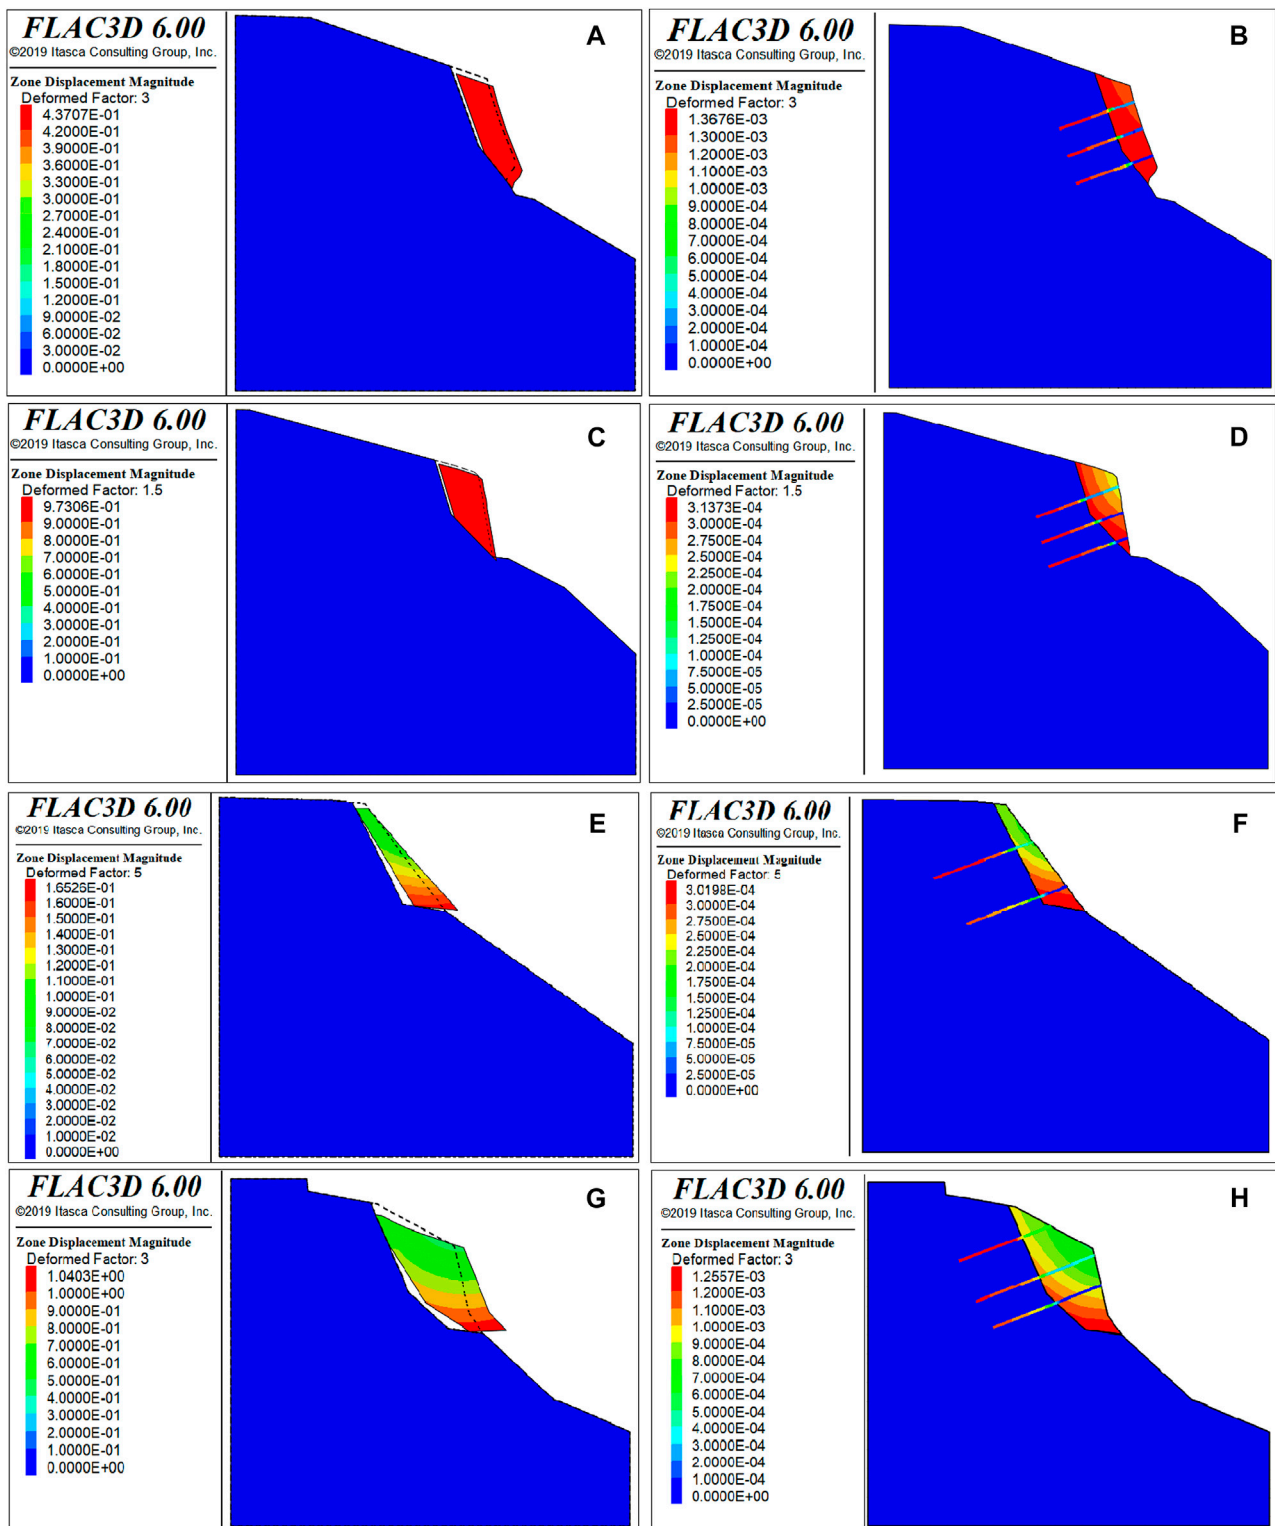 FLAC3D 6.00
©2019 Itasca Consulting Group, Inc.
Zone Displacement Magnitude
Deformed Factor: 3
4.3707E-01
4.2000E-01
3.9000E-01
3.6000E-01
3.3000E-01
3.0000E-01
2.7000E-01
2.4000E-01
2.1000E-01
1.8000E-01
1.5000E-01
1.2000E-01
9.0000E-02
6.0000E-02
3.0000E-02
0.0000E+00
A
FLAC3D 6.00
©2019 Itasca Consulting Group, Inc.
Zone Displacement Magnitude
Deformed Factor: 3
1.3676E-03
1.3000E-03
1.2000E-03
1.1000E-03
1.0000E-03
9.0000E-04
8.0000E-04
7.0000E-04
6.0000E-04
5.0000E-04
4.0000E-04
3.0000E-04
2.0000E-04
1.0000E-04
0.0000E+00
B
FLAC3D 6.00
©2019 Itasca Consulting Group, Inc.
Zone Displacement Magnitude
Deformed Factor: 1.5
9.7306E-01
9.0000E-01
8.0000E-01
7.0000E-01
6.0000E-01
5.0000E-01
4.0000E-01
3.0000E-01
2.0000E-01
1.0000E-01
0.0000E+00
C
FLAC3D 6.00
©2019 Itasca Consulting Group, Inc.
Zone Displacement Magnitude
Deformed Factor: 1.5
3.1373E-04
3.0000E-04
2.7500E-04
2.5000E-04
2.2500E-04
2.0000E-04
1.7500E-04
1.5000E-04
1.2500E-04
1.0000E-04
7.5000E-05
5.0000E-05
2.5000E-05
0.0000E+00
D
FLAC3D 6.00
©2019 Itasca Consulting Group, Inc.
Zone Displacement Magnitude
Deformed Factor: 5
1.6526E-01
1.6000E-01
1.5000E-01
1.4000E-01
1.3000E-01
1.2000E-01
1.1000E-01
1.0000E-01
9.0000E-02
8.0000E-02
7.0000E-02
6.0000E-02
5.0000E-02
4.0000E-02
3.0000E-02
2.0000E-02
1.0000E-02
0.0000E+00
E
FLAC3D 6.00
©2019 Itasca Consulting Group, Inc.
Zone Displacement Magnitude
Deformed Factor: 5
3.0198E-04
3.0000E-04
2.7500E-04
2.5000E-04
2.2500E-04
2.0000E-04
1.7500E-04
1.5000E-04
1.2500E-04
1.0000E-04
7.5000E-05
5.0000E-05
2.5000E-05
0.0000E+00
F
FLAC3D 6.00
©2019 Itasca Consulting Group, Inc.
Zone Displacement Magnitude
Deformed Factor: 3
1.0403E+00
1.0000E+00
9.0000E-01
8.0000E-01
7.0000E-01
6.0000E-01
5.0000E-01
4.0000E-01
3.0000E-01
2.0000E-01
1.0000E-01
0.0000E+00
G
FLAC3D 6.00
©2019 Itasca Consulting Group, Inc.
Zone Displacement Magnitude
Deformed Factor: 3
1.2557E-03
1.2000E-03
1.1000E-03
1.0000E-03
9.0000E-04
8.0000E-04
7.0000E-04
6.0000E-04
5.0000E-04
4.0000E-04
3.0000E-04
2.0000E-04
1.0000E-04
0.0000E+00
H